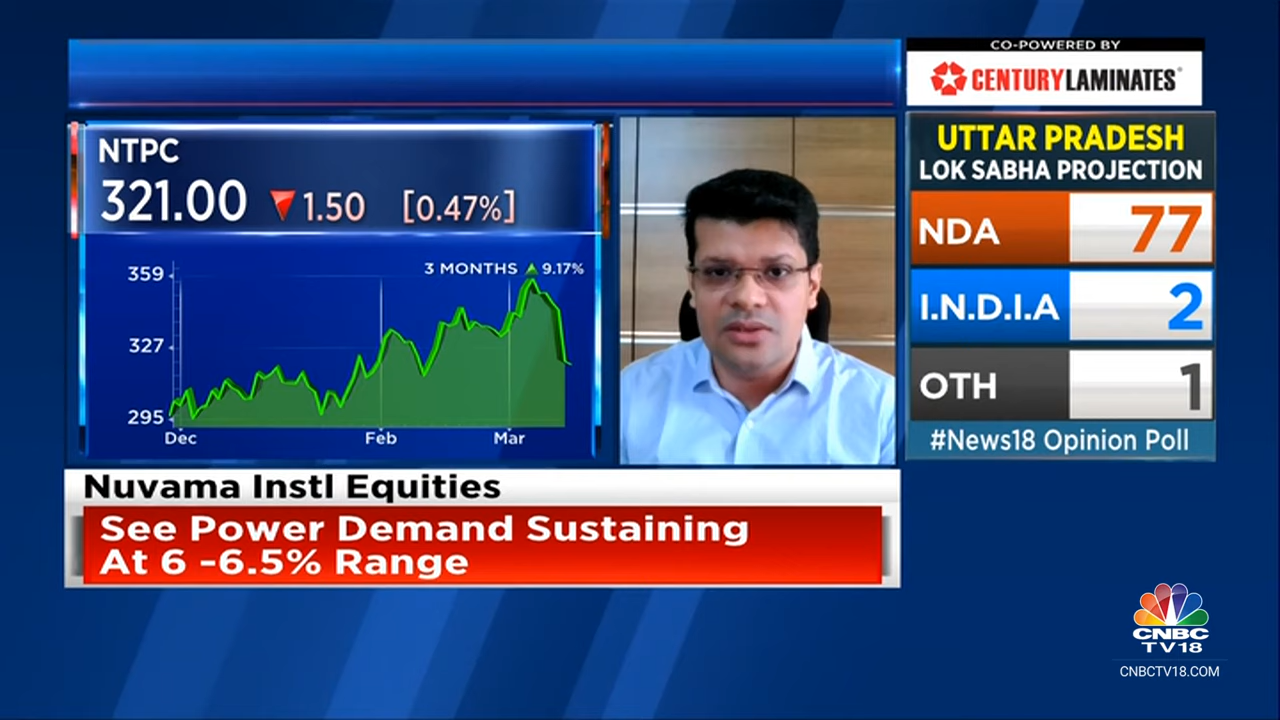 CO-POWERED BY
CENTURYLAMINATES®
NTPC
321.00 ▼ 1.50 [0.47%]
3 MONTHS ▲ 9.17%
359
327
295
Dec Feb Mar
UTTAR PRADESH
LOK SABHA PROJECTION
NDA 77
I.N.D.I.A 2
OTH 1
#News18 Opinion Poll
Nuvama Instl Equities
See Power Demand Sustaining
At 6 -6.5% Range
CNBC
TV18
CNBCTV18.COM